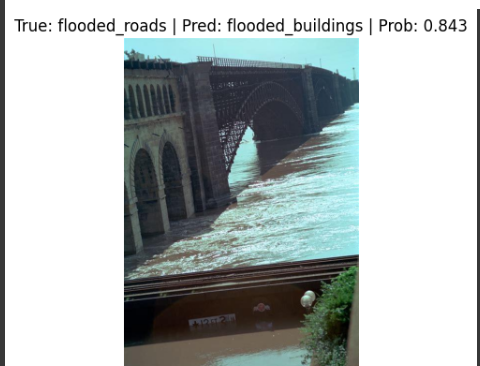 True: flooded_roads | Pred: flooded_buildings | Prob: 0.843